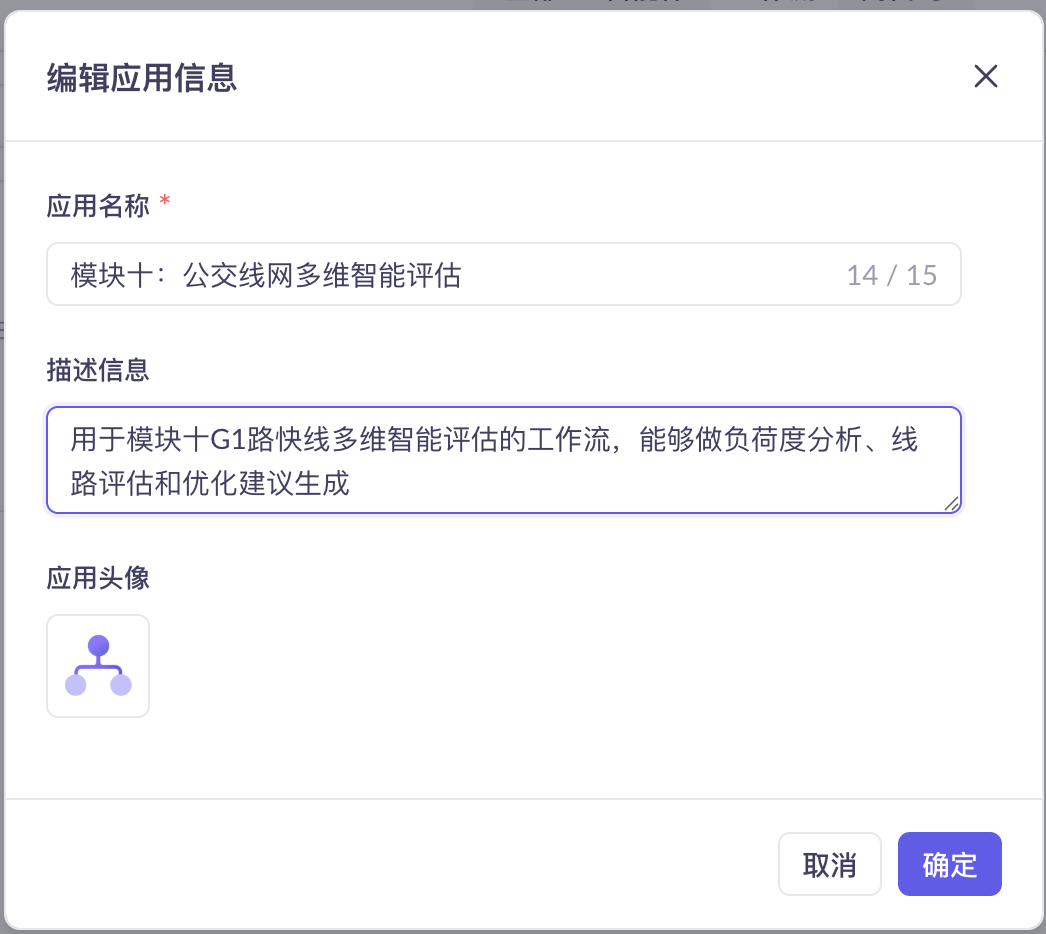 编辑应用信息
应用名称 *
模块十：公交线网多维智能评估 14 / 15
描述信息
用于模块十G1路快线多维智能评估的工作流，能够做负荷度分析、线
路评估和优化建议生成
应用头像
取消 确定